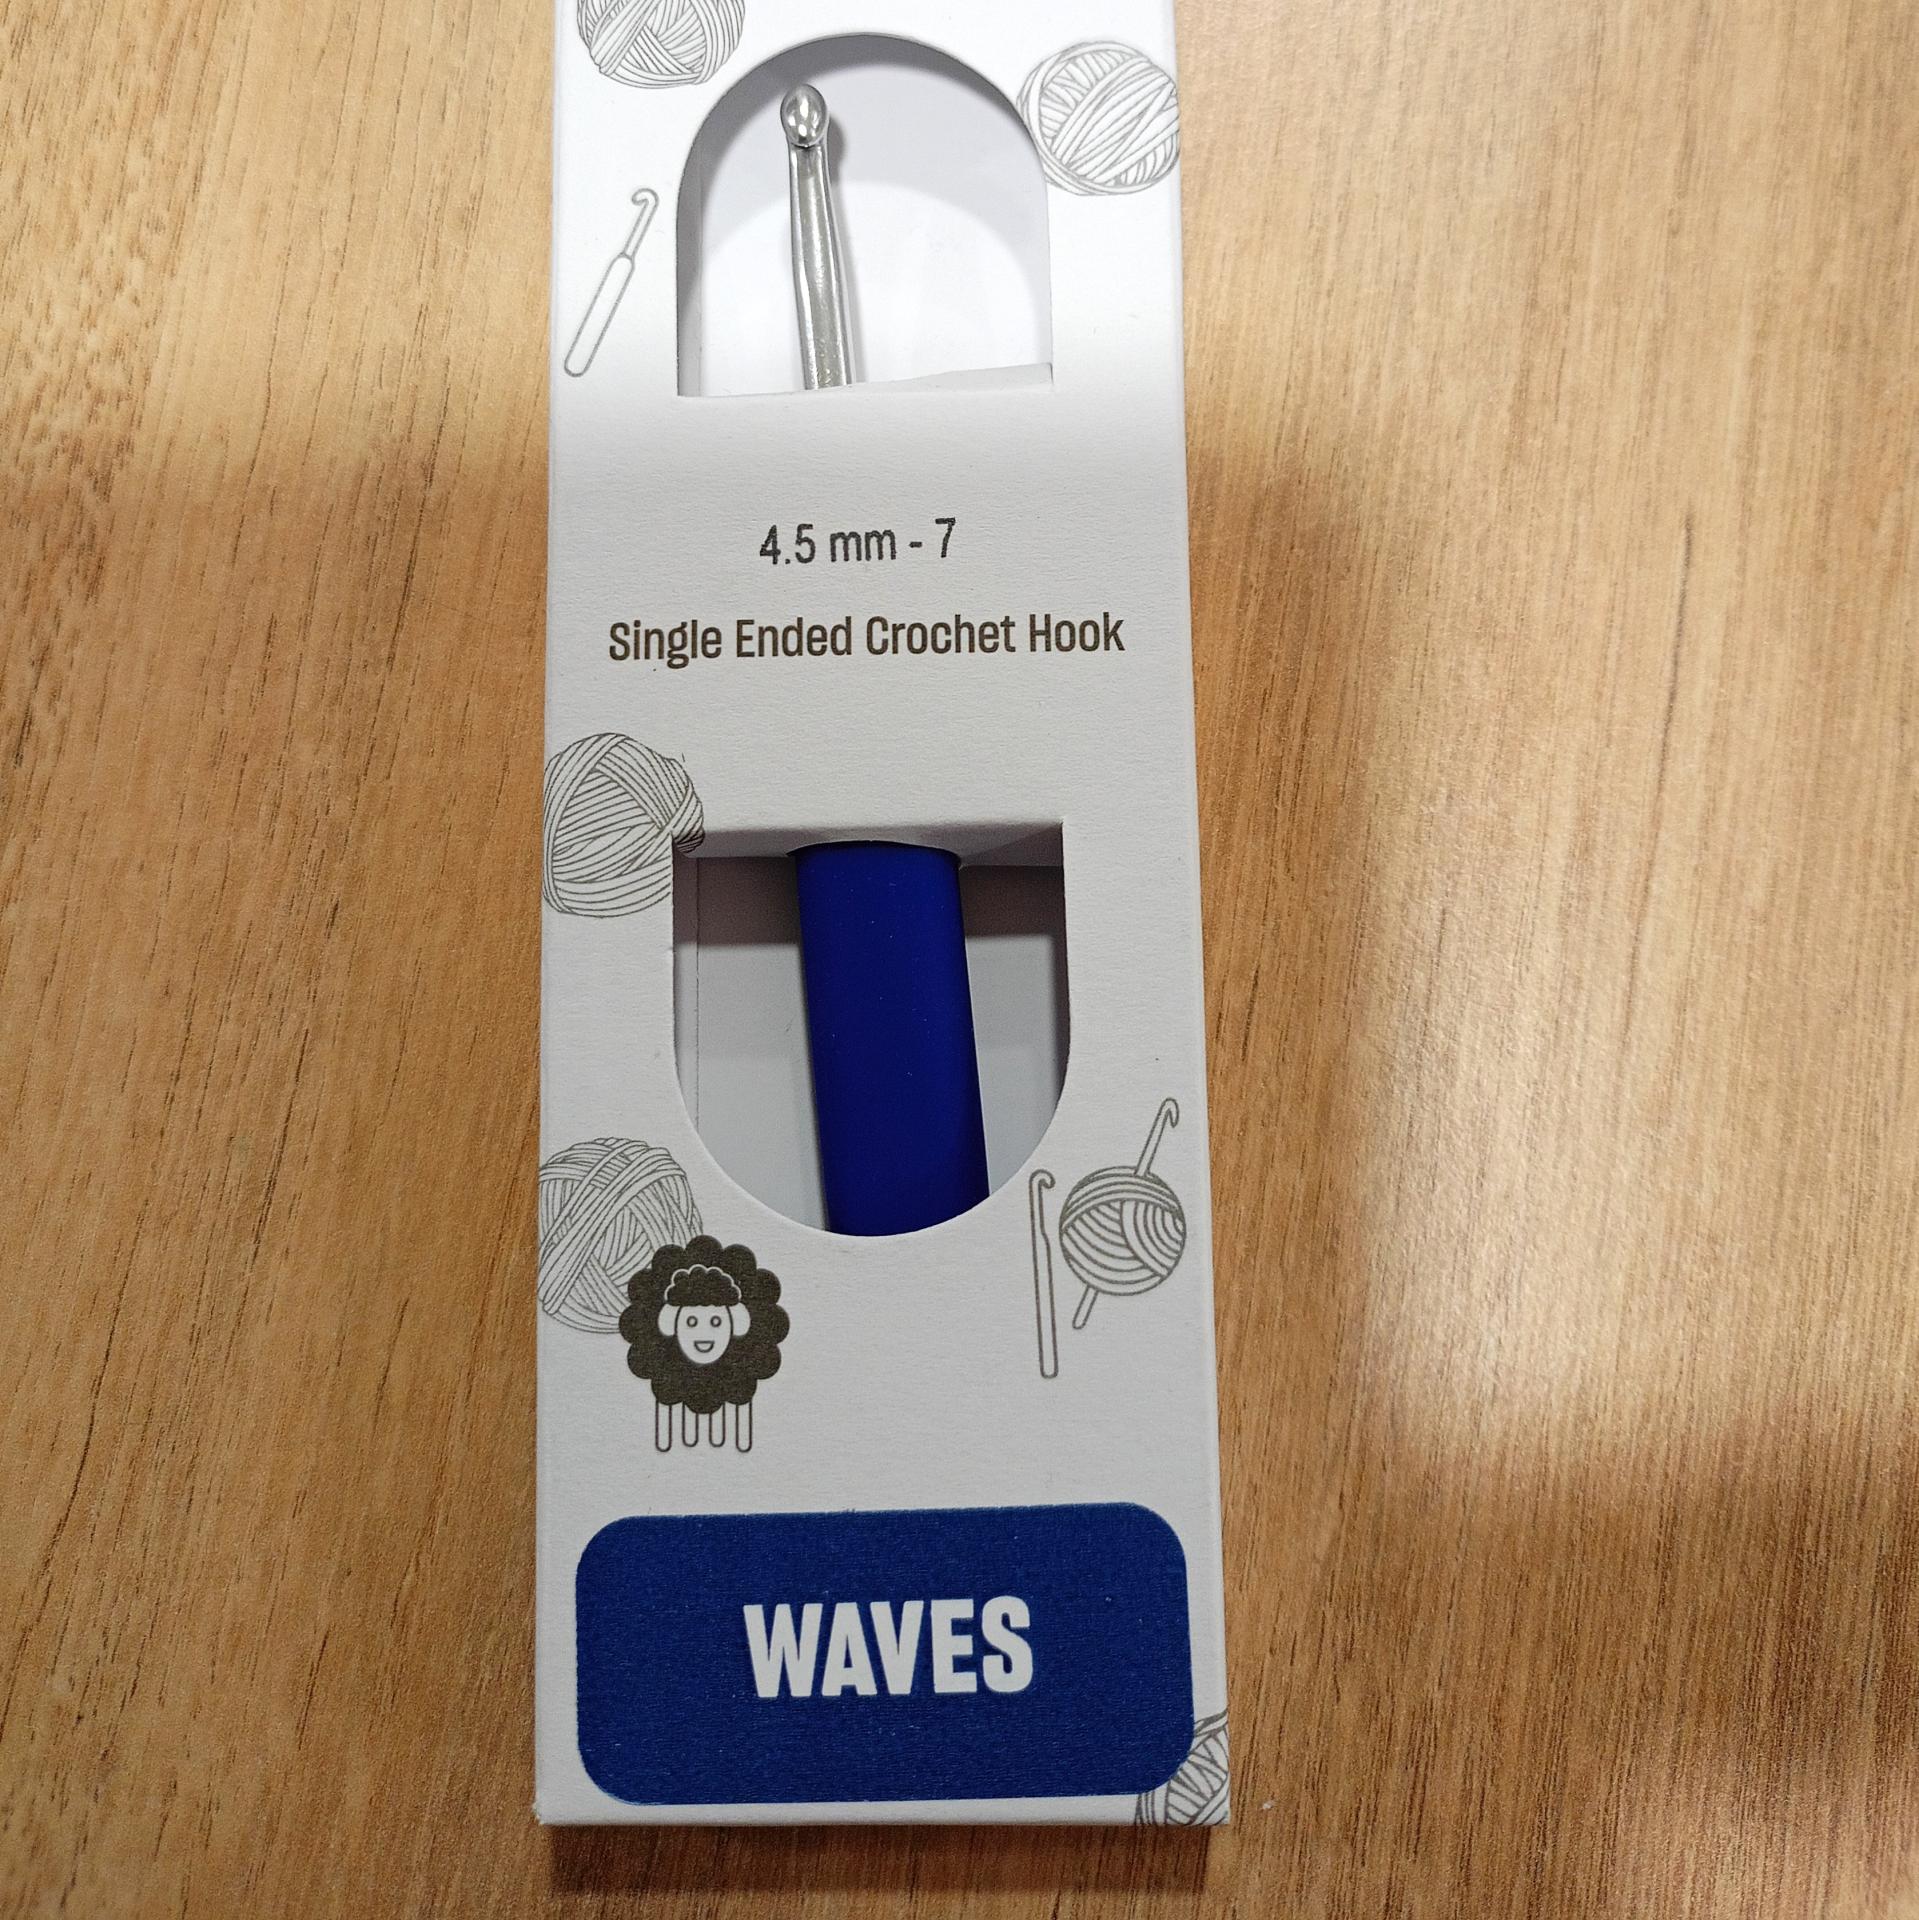 4.5 mm - 7
Single Ended Crochet Hook
WAVES